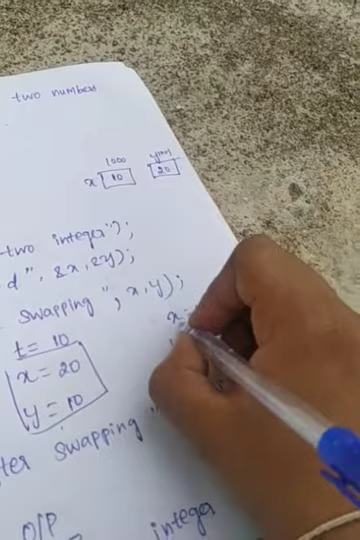 two numbers
1000
x 10 20
two integer");
d", &x, &y);
swapping", x, y);
x =
t = 10
x = 20
y = 10
ter swapping"
O/P
integer